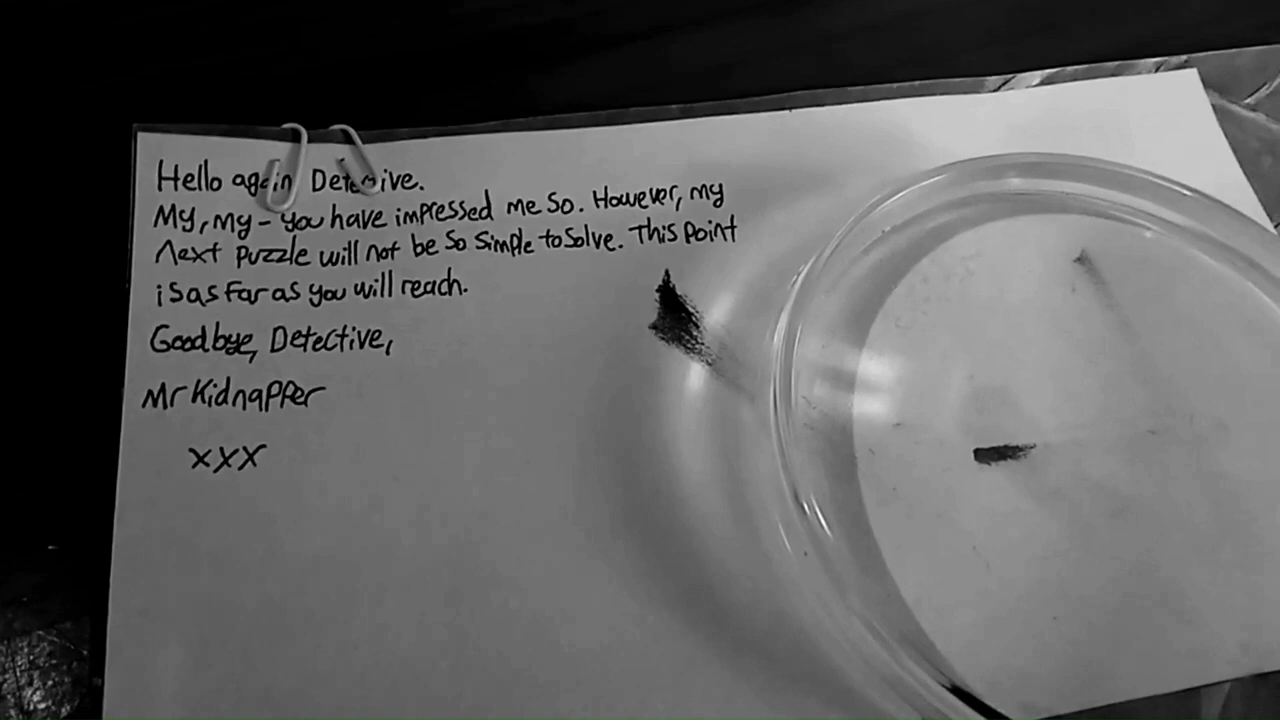 Hello again Detective.
My, my - you have impressed me so. However, my
next puzzle will not be so simple to solve. This point
is as far as you will reach.
Goodbye, Detective,
Mr Kidnapper
xxx